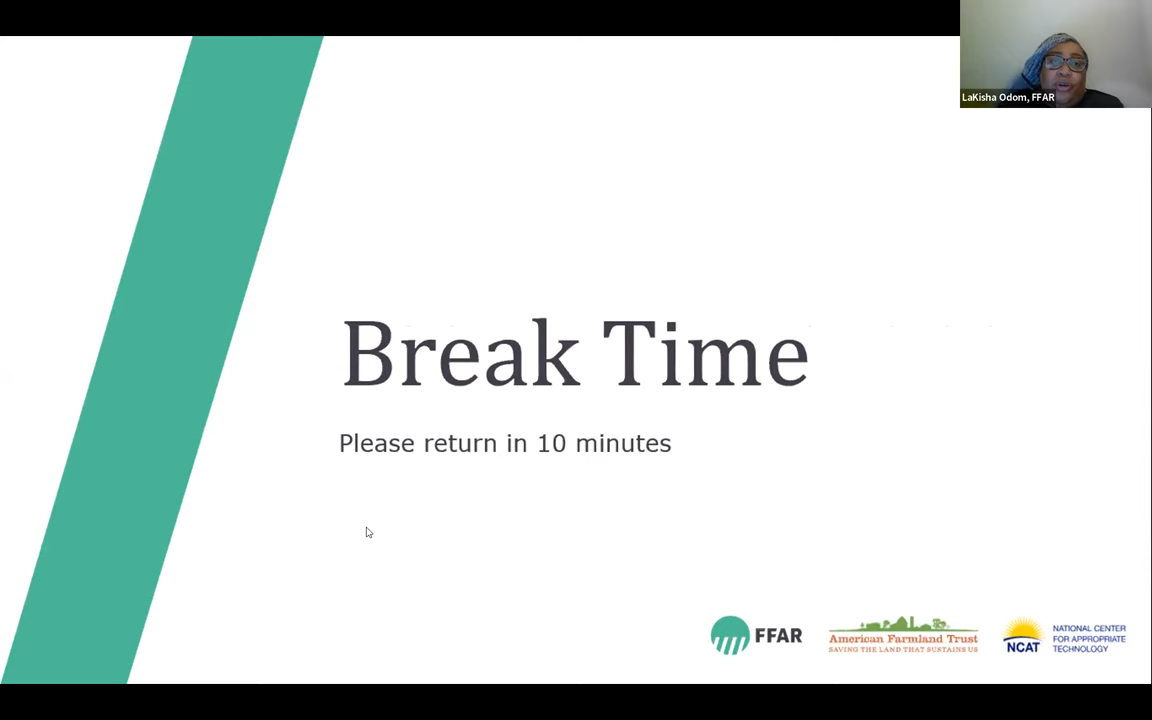 LaKisha Odom, FFAR
Break Time
Please return in 10 minutes
FFAR
American Farmland Trust
SAVING THE LAND THAT SUSTAINS US
NCAT
NATIONAL CENTER
FOR APPROPRIATE
TECHNOLOGY